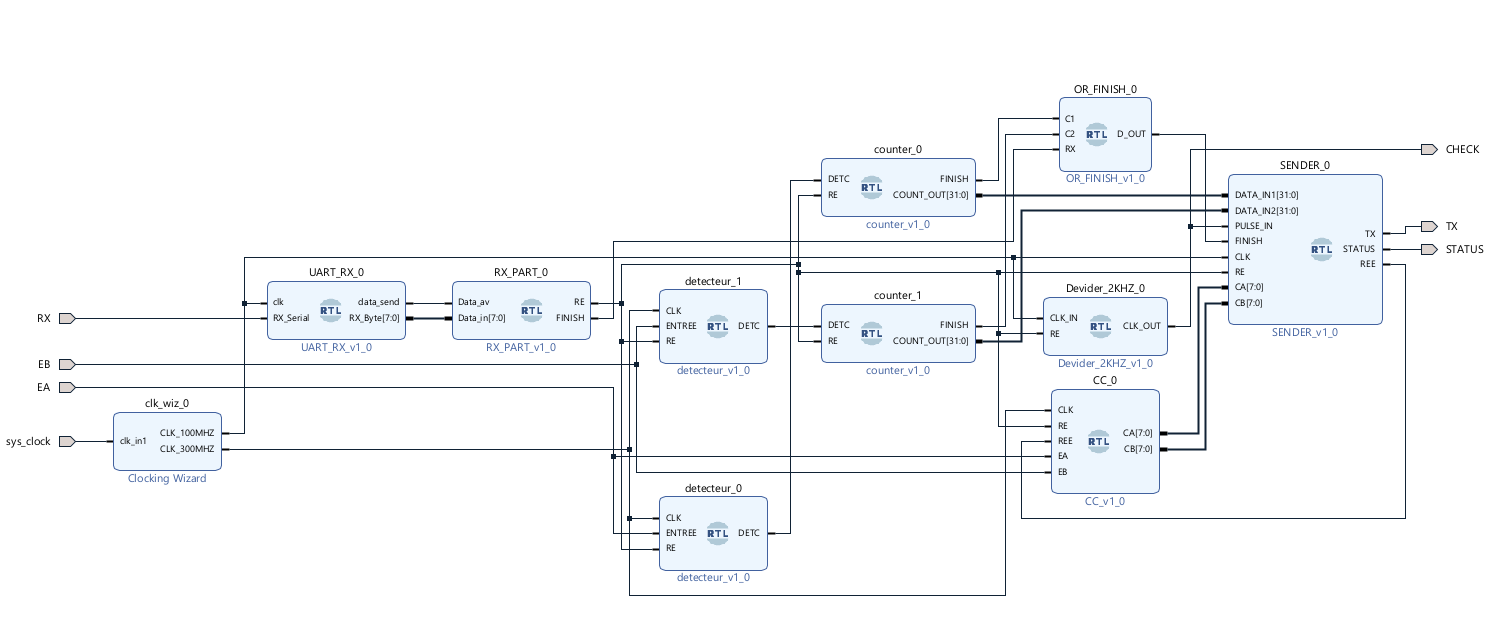 RX
EB
EA
sys_clock
clk_wiz_0
clk_in1
CLK_100MHZ
CLK_300MHZ
Clocking Wizard
UART_RX_0
clk
RX_Serial
RTL
data_send
RX_Byte[7:0]
UART_RX_v1_0
RX_PART_0
Data_av
Data_in[7:0]
RTL
RE
FINISH
RX_PART_v1_0
detecteur_1
CLK
ENTREE
RE
RTL
DETC
detecteur_v1_0
detecteur_0
CLK
ENTREE
RE
RTL
DETC
detecteur_v1_0
counter_0
DETC
RE
RTL
FINISH
COUNT_OUT[31:0]
counter_v1_0
counter_1
DETC
RE
RTL
FINISH
COUNT_OUT[31:0]
counter_v1_0
OR_FINISH_0
C1
C2
RX
RTL
D_OUT
OR_FINISH_v1_0
Devider_2KHZ_0
CLK_IN
RE
RTL
CLK_OUT
Devider_2KHZ_v1_0
CC_0
CLK
RE
REE
EA
EB
RTL
CA[7:0]
CB[7:0]
CC_v1_0
SENDER_0
DATA_IN1[31:0]
DATA_IN2[31:0]
PULSE_IN
FINISH
CLK
RE
CA[7:0]
CB[7:0]
RTL
TX
STATUS
REE
SENDER_v1_0
CHECK
TX
STATUS